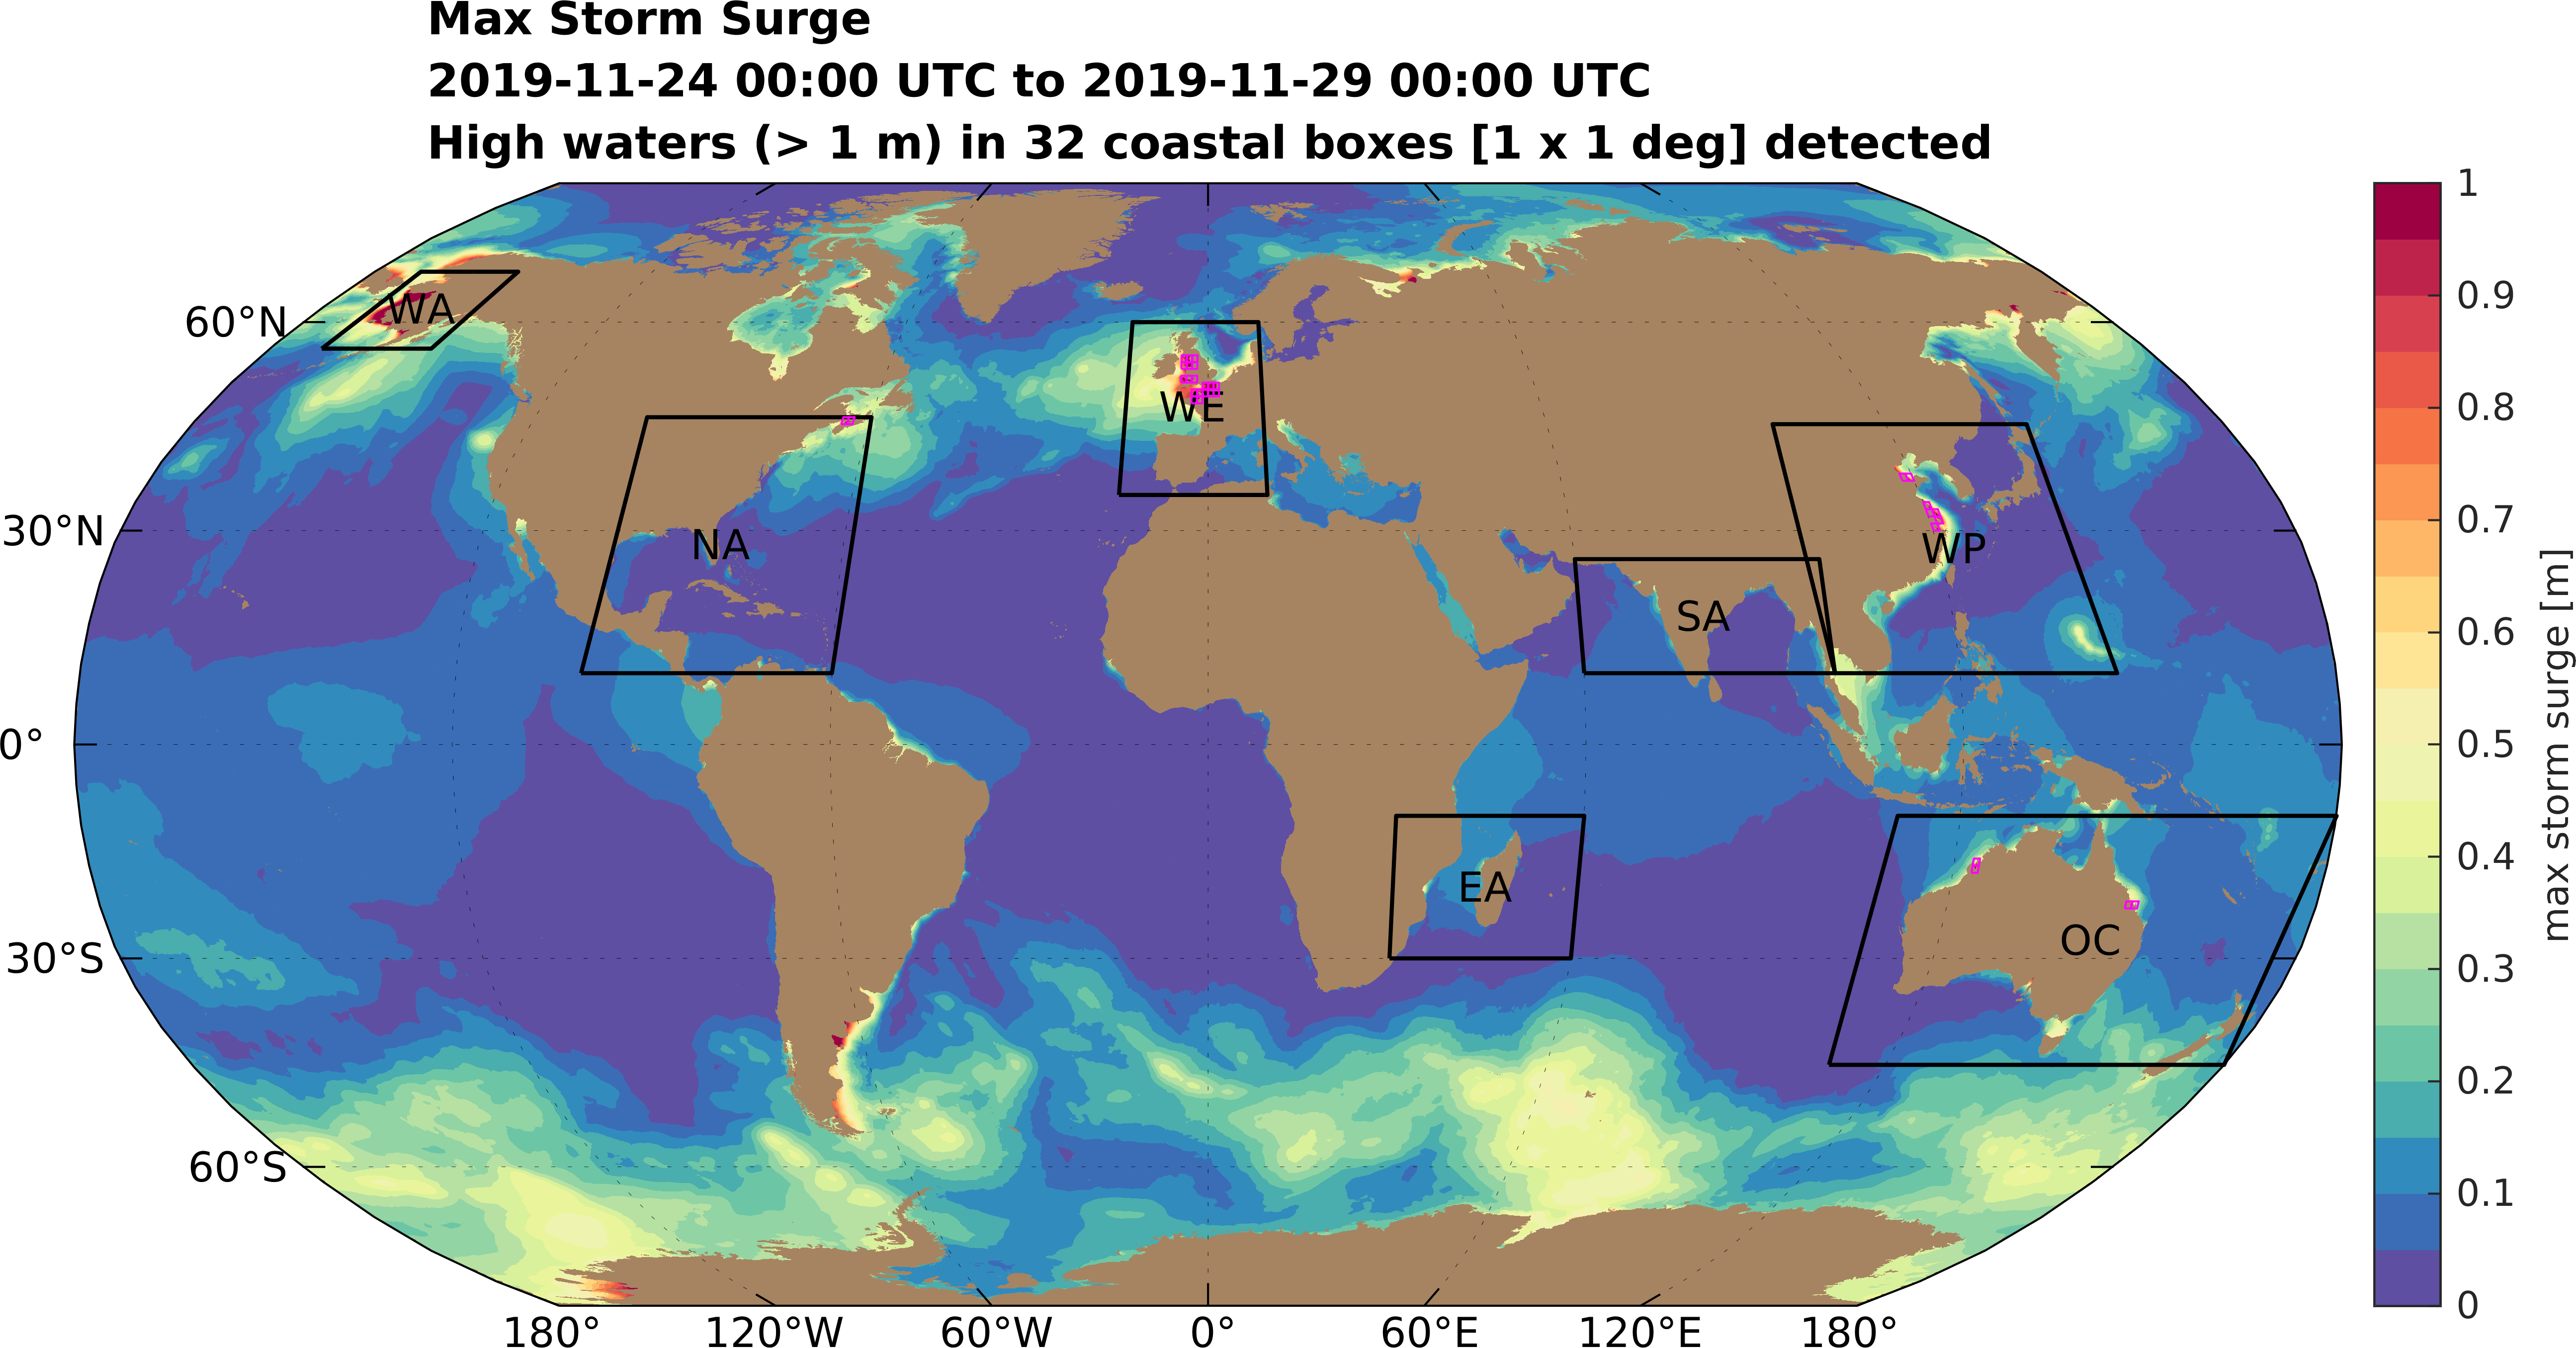 Max Storm Surge
2019-11-24 00:00 UTC to 2019-11-29 00:00 UTC
High waters (> 1 m) in 32 coastal boxes [1 x 1 deg] detected
60°N
30°N
0°
30°S
60°S
180°
120°W
60°W
0°
60°E
120°E
180°
WA
NA
WE
SA
WP
EA
OC
1
0.9
0.8
0.7
0.6
0.5
0.4
0.3
0.2
0.1
0
max storm surge [m]